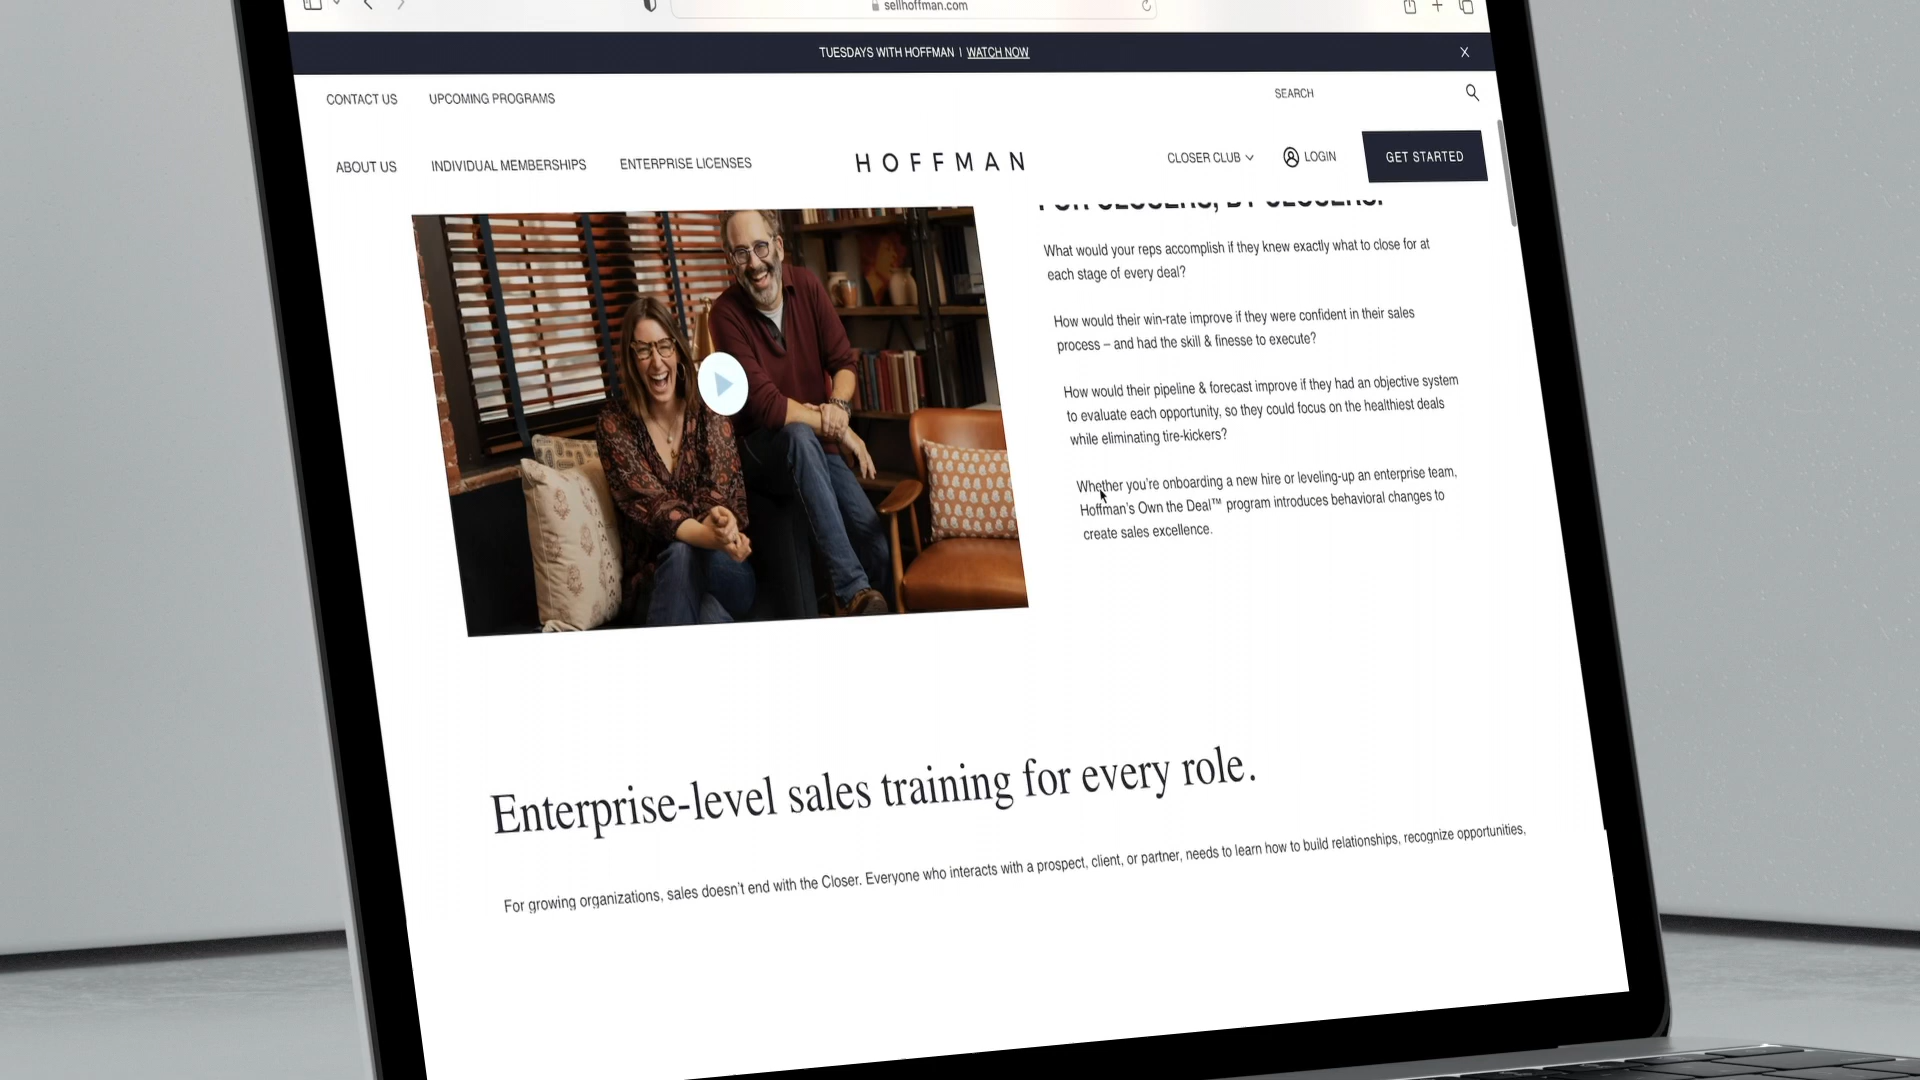 sellhoffman.com
TUESDAYS WITH HOFFMAN | WATCH NOW X
CONTACT US UPCOMING PROGRAMS SEARCH
ABOUT US INDIVIDUAL MEMBERSHIPS ENTERPRISE LICENSES HOFFMAN CLOSER CLUB LOGIN GET STARTED
FOR CLOSERS, BY CLOSERS.
What would your reps accomplish if they knew exactly what to close for at
each stage of every deal?
How would their win-rate improve if they were confident in their sales
process – and had the skill & finesse to execute?
How would their pipeline & forecast improve if they had an objective system
to evaluate each opportunity, so they could focus on the healthiest deals
while eliminating tire-kickers?
Whether you're onboarding a new hire or leveling-up an enterprise team,
Hoffman's Own the Deal™ program introduces behavioral changes to
create sales excellence.
Enterprise-level sales training for every role.
For growing organizations, sales doesn't end with the Closer. Everyone who interacts with a prospect, client, or partner, needs to learn how to build relationships, recognize opportunities,